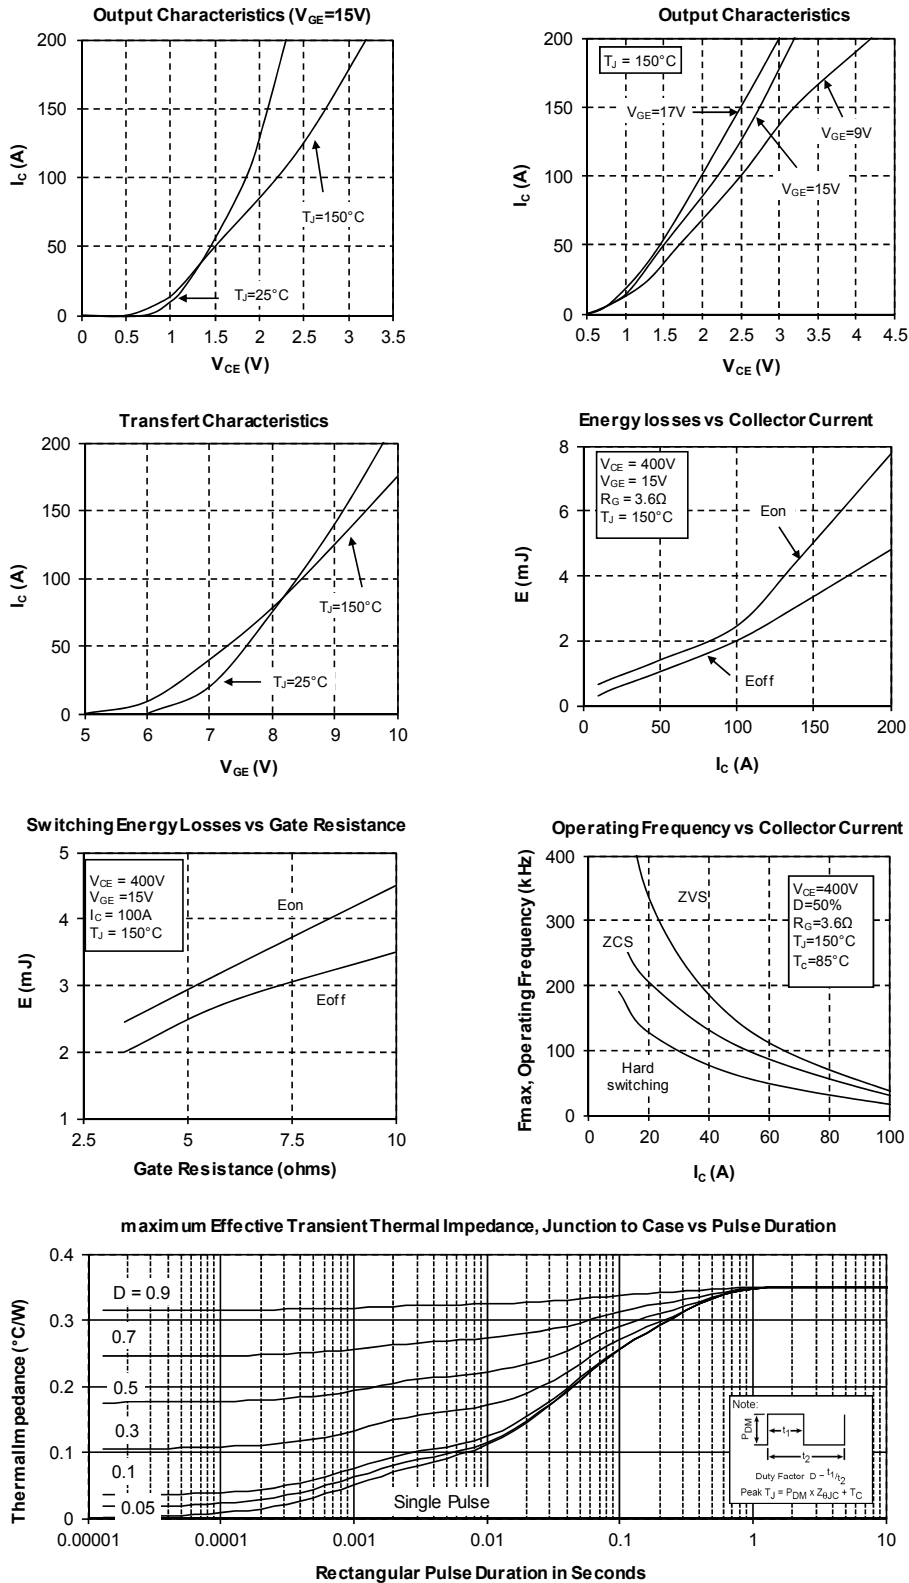 Output Characteristics (VGE=15V)
200
150
100
50
0
0 0.5 1 1.5 2 2.5 3 3.5
IC (A)
VCE (V)
TJ=150°C
TJ=25°C
Output Characteristics
200
150
100
50
0
0.5 1 1.5 2 2.5 3 3.5 4 4.5
IC (A)
VCE (V)
TJ = 150°C
VGE=17V
VGE=9V
VGE=15V
Transfert Characteristics
200
150
100
50
0
5 6 7 8 9 10
IC (A)
VGE (V)
TJ=150°C
TJ=25°C
Energy losses vs Collector Current
8
6
4
2
0
0 50 100 150 200
E (mJ)
IC (A)
VCE = 400V
VGE = 15V
RG = 3.6Ω
TJ = 150°C
Eon
Eoff
Switching Energy Losses vs Gate Resistance
5
4
3
2
1
2.5 5 7.5 10
E (mJ)
Gate Resistance (ohms)
VCE = 400V
VGE =15V
IC = 100A
TJ = 150°C
Eon
Eoff
Operating Frequency vs Collector Current
400
300
200
100
0
0 20 40 60 80 100
Fmax, Operating Frequency (kHz)
IC (A)
VCE=400V
D=50%
RG=3.6Ω
TJ=150°C
Tc=85°C
ZVS
ZCS
Hard
switching
maximum Effective Transient Thermal Impedance, Junction to Case vs Pulse Duration
0.4
0.3
0.2
0.1
0
0.00001 0.0001 0.001 0.01 0.1 1 10
Thermal Impedance (°C/W)
Rectangular Pulse Duration in Seconds
D = 0.9
0.7
0.5
0.3
0.1
0.05
Single Pulse
Note:
PDM
t1
t2
Duty Factor D = t1/t2
Peak TJ = PDM x ZθJC + TC